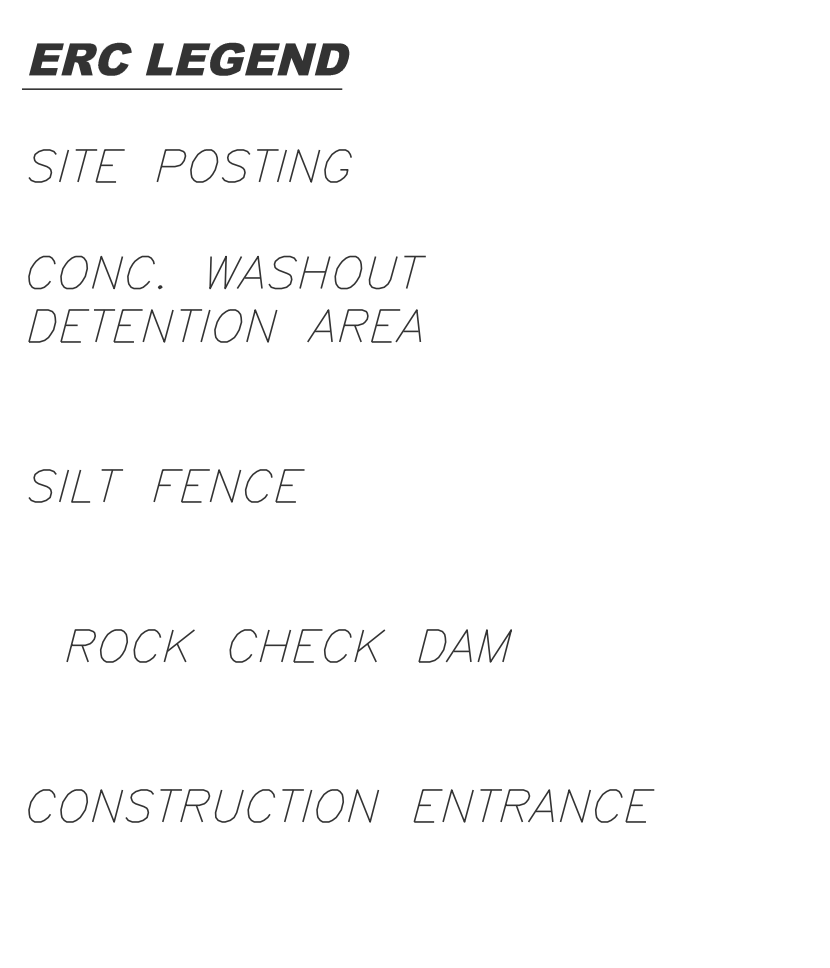 ERC LEGEND
SITE POSTING
CONC. WASHOUT
DETENTION AREA
SILT FENCE
ROCK CHECK DAM
CONSTRUCTION ENTRANCE